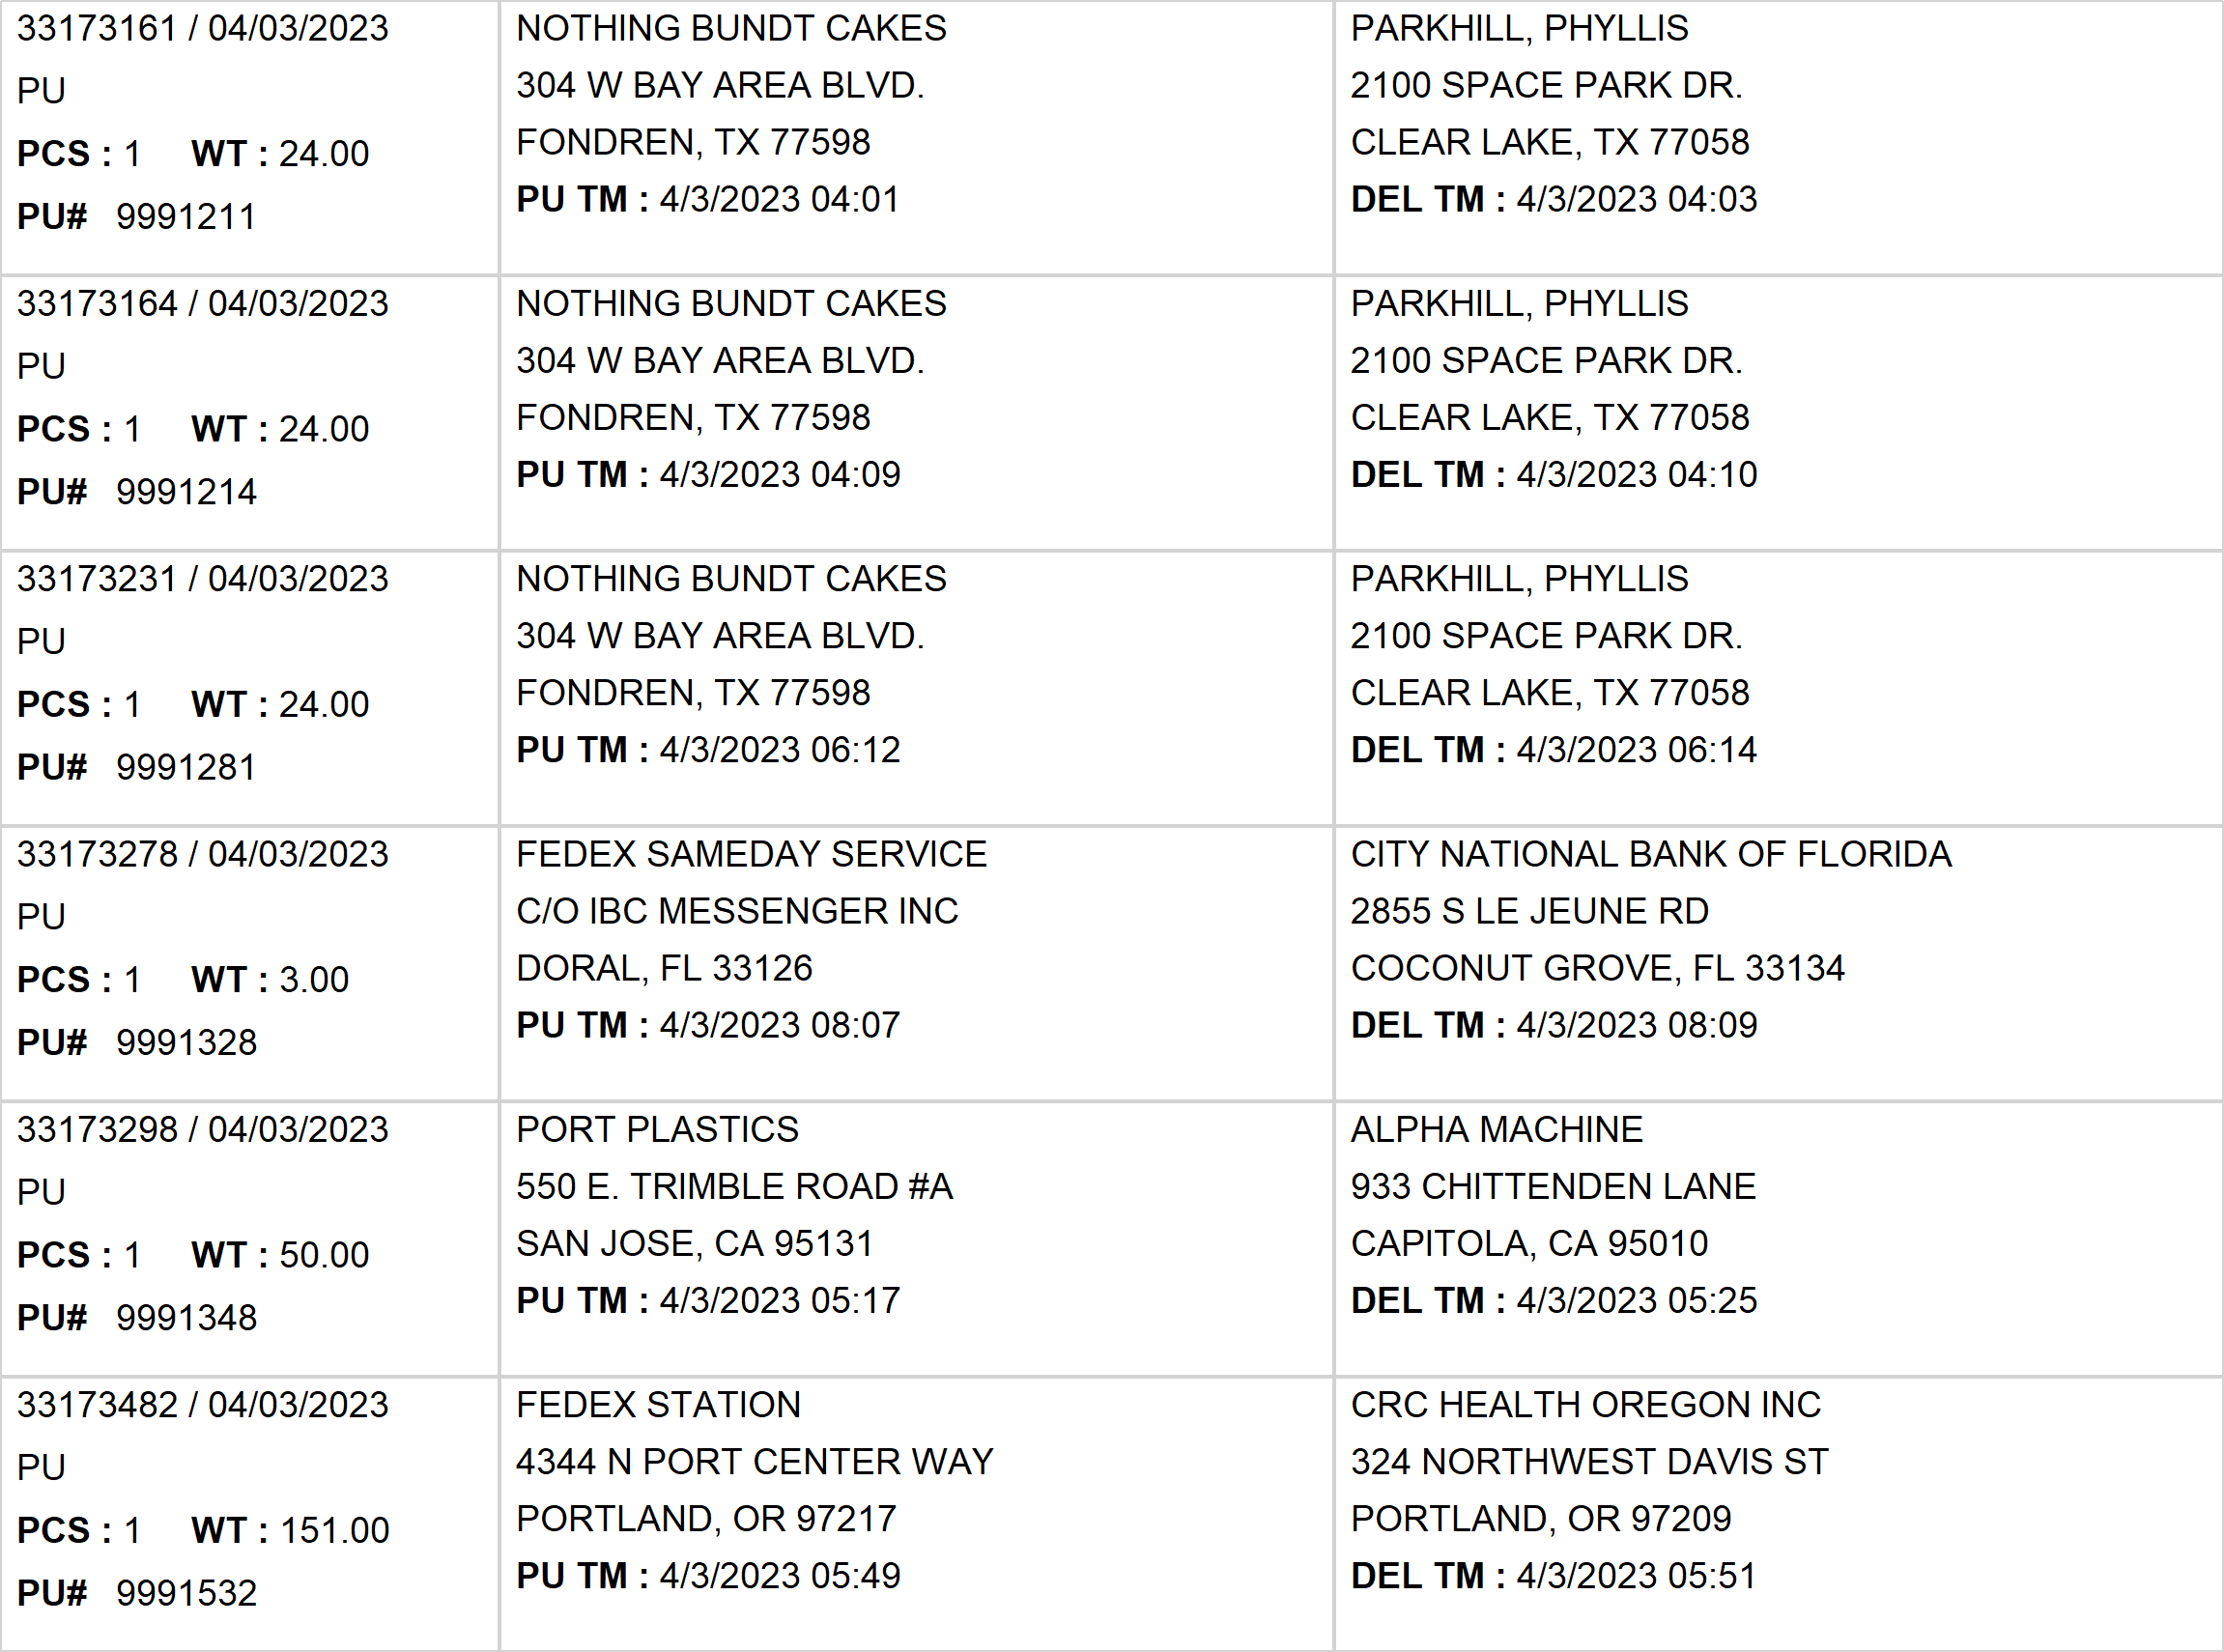 33173161 / 04/03/2023
PU
PCS : 1 WT : 24.00
PU# 9991211
NOTHING BUNDT CAKES
304 W BAY AREA BLVD.
FONDREN, TX 77598
PU TM : 4/3/2023 04:01
PARKHILL, PHYLLIS
2100 SPACE PARK DR.
CLEAR LAKE, TX 77058
DEL TM : 4/3/2023 04:03
33173164 / 04/03/2023
PU
PCS : 1 WT : 24.00
PU# 9991214
NOTHING BUNDT CAKES
304 W BAY AREA BLVD.
FONDREN, TX 77598
PU TM : 4/3/2023 04:09
PARKHILL, PHYLLIS
2100 SPACE PARK DR.
CLEAR LAKE, TX 77058
DEL TM : 4/3/2023 04:10
33173231 / 04/03/2023
PU
PCS : 1 WT : 24.00
PU# 9991281
NOTHING BUNDT CAKES
304 W BAY AREA BLVD.
FONDREN, TX 77598
PU TM : 4/3/2023 06:12
PARKHILL, PHYLLIS
2100 SPACE PARK DR.
CLEAR LAKE, TX 77058
DEL TM : 4/3/2023 06:14
33173278 / 04/03/2023
PU
PCS : 1 WT : 3.00
PU# 9991328
FEDEX SAMEDAY SERVICE
C/O IBC MESSENGER INC
DORAL, FL 33126
PU TM : 4/3/2023 08:07
CITY NATIONAL BANK OF FLORIDA
2855 S LE JEUNE RD
COCONUT GROVE, FL 33134
DEL TM : 4/3/2023 08:09
33173298 / 04/03/2023
PU
PCS : 1 WT : 50.00
PU# 9991348
PORT PLASTICS
550 E. TRIMBLE ROAD #A
SAN JOSE, CA 95131
PU TM : 4/3/2023 05:17
ALPHA MACHINE
933 CHITTENDEN LANE
CAPITOLA, CA 95010
DEL TM : 4/3/2023 05:25
33173482 / 04/03/2023
PU
PCS : 1 WT : 151.00
PU# 9991532
FEDEX STATION
4344 N PORT CENTER WAY
PORTLAND, OR 97217
PU TM : 4/3/2023 05:49
CRC HEALTH OREGON INC
324 NORTHWEST DAVIS ST
PORTLAND, OR 97209
DEL TM : 4/3/2023 05:51